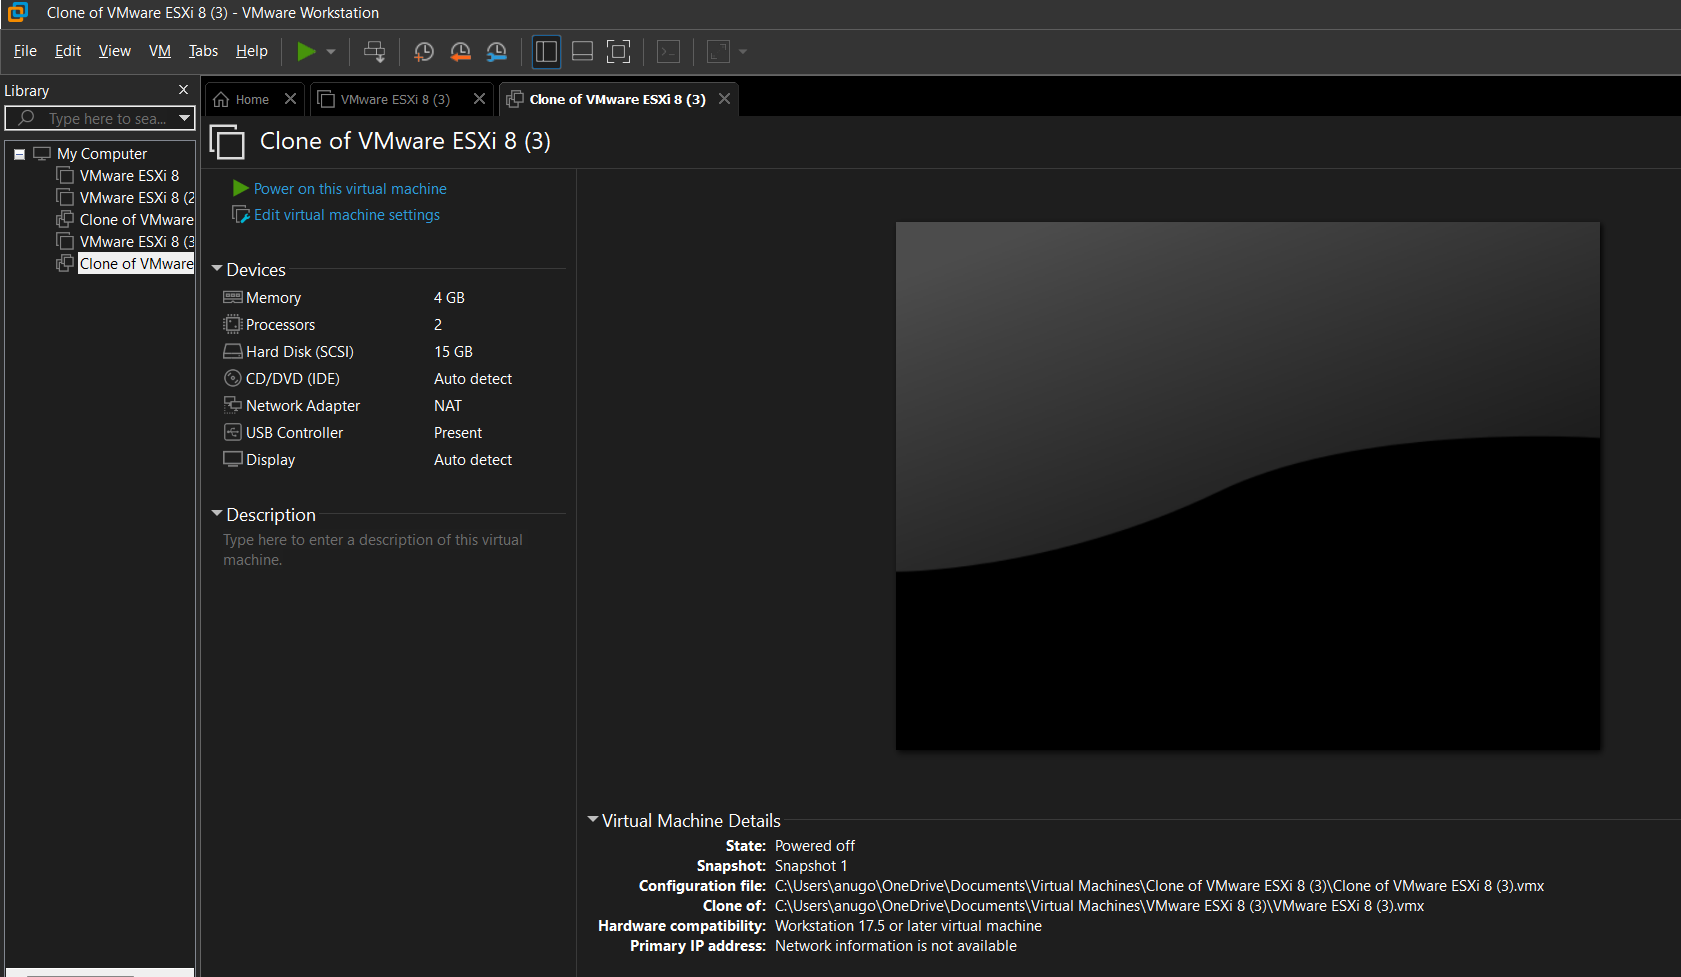 Clone of VMware ESXi 8 (3) - VMware Workstation
File Edit View VM Tabs Help
Library
Type here to sea...
My Computer
VMware ESXi 8
VMware ESXi 8 (2
Clone of VMware
VMware ESXi 8 (3
Clone of VMware
Home VMware ESXi 8 (3) Clone of VMware ESXi 8 (3)
Clone of VMware ESXi 8 (3)
Power on this virtual machine
Edit virtual machine settings
Devices
Memory 4 GB
Processors 2
Hard Disk (SCSI) 15 GB
CD/DVD (IDE) Auto detect
Network Adapter NAT
USB Controller Present
Display Auto detect
Description
Type here to enter a description of this virtual
machine.
Virtual Machine Details
State: Powered off
Snapshot: Snapshot 1
Configuration file: C:\Users\anugo\OneDrive\Documents\Virtual Machines\Clone of VMware ESXi 8 (3)\Clone of VMware ESXi 8 (3).vmx
Clone of: C:\Users\anugo\OneDrive\Documents\Virtual Machines\VMware ESXi 8 (3)\VMware ESXi 8 (3).vmx
Hardware compatibility: Workstation 17.5 or later virtual machine
Primary IP address: Network information is not available